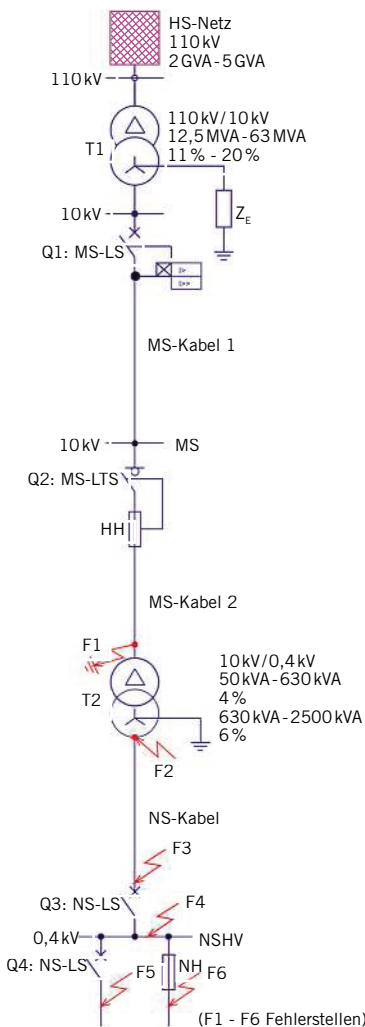 HS-Netz
110kV
2GVA-5GVA
110kV
110kV/10kV
12,5MVA-63MVA
11%-20%
T1
10kV
Z_E
Q1: MS-LS
I>
I>>
MS-Kabel 1
10kV
MS
Q2: MS-LTS
HH
MS-Kabel 2
F1
10kV/0,4kV
50kVA-630kVA
4%
630kVA-2500kVA
6%
T2
F2
NS-Kabel
F3
Q3: NS-LS
F4
0,4kV
NSHV
Q4: NS-LS
F5
NH
F6
(F1 - F6 Fehlerstellen)